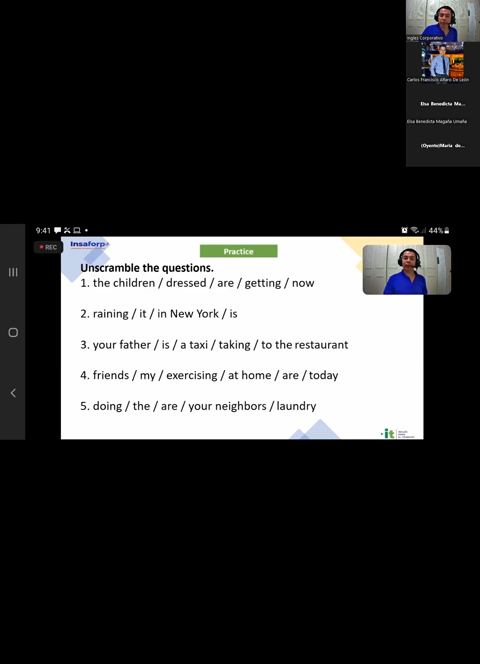 Ingles Corporativo
Carlos Francisco Alfaro De León
Elsa Benedicta Ma...
Elsa Benedicta Magaña Umaña
(Oyente)Maria de...
9:41
44%
REC
Insaforp
Practice
Unscramble the questions.
1. the children / dressed / are / getting / now
2. raining / it / in New York / is
3. your father / is / a taxi / taking / to the restaurant
4. friends / my / exercising / at home / are / today
5. doing / the / are / your neighbors / laundry
it